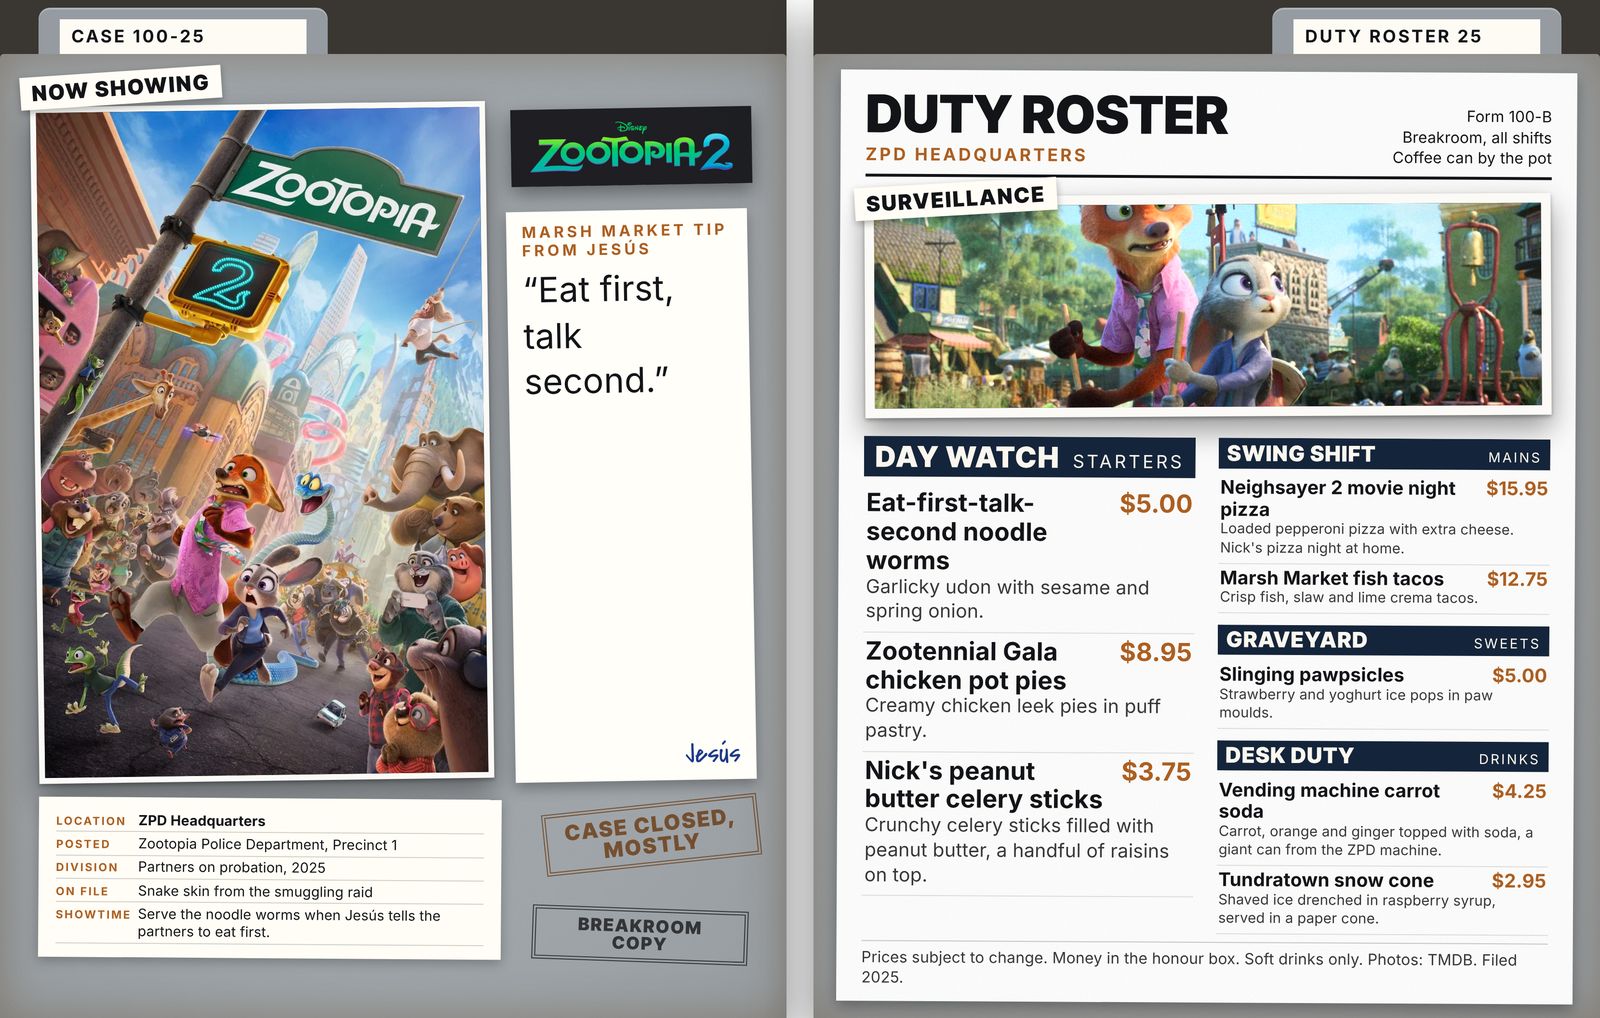 CASE 100-25
NOW SHOWING
ZOOTOPIA
2
Disney
ZOOTOPIA 2
MARSH MARKET TIP
FROM JESÚS
“Eat first,
talk
second.”
Jesús
LOCATION ZPD Headquarters
POSTED Zootopia Police Department, Precinct 1
DIVISION Partners on probation, 2025
ON FILE Snake skin from the smuggling raid
SHOWTIME Serve the noodle worms when Jesús tells the
partners to eat first.
CASE CLOSED,
MOSTLY
BREAKROOM
COPY
DUTY ROSTER 25
DUTY ROSTER
ZPD HEADQUARTERS
Form 100-B
Breakroom, all shifts
Coffee can by the pot
SURVEILLANCE
DAY WATCH STARTERS
Eat-first-talk- $5.00
second noodle
worms
Garlicky udon with sesame and
spring onion.
Zootennial Gala $8.95
chicken pot pies
Creamy chicken leek pies in puff
pastry.
Nick's peanut $3.75
butter celery sticks
Crunchy celery sticks filled with
peanut butter, a handful of raisins
on top.
SWING SHIFT MAINS
Neighsayer 2 movie night $15.95
pizza
Loaded pepperoni pizza with extra cheese.
Nick's pizza night at home.
Marsh Market fish tacos $12.75
Crisp fish, slaw and lime crema tacos.
GRAVEYARD SWEETS
Slinging pawpsicles $5.00
Strawberry and yoghurt ice pops in paw
moulds.
DESK DUTY DRINKS
Vending machine carrot $4.25
soda
Carrot, orange and ginger topped with soda, a
giant can from the ZPD machine.
Tundratown snow cone $2.95
Shaved ice drenched in raspberry syrup,
served in a paper cone.
Prices subject to change. Money in the honour box. Soft drinks only. Photos: TMDB. Filed
2025.